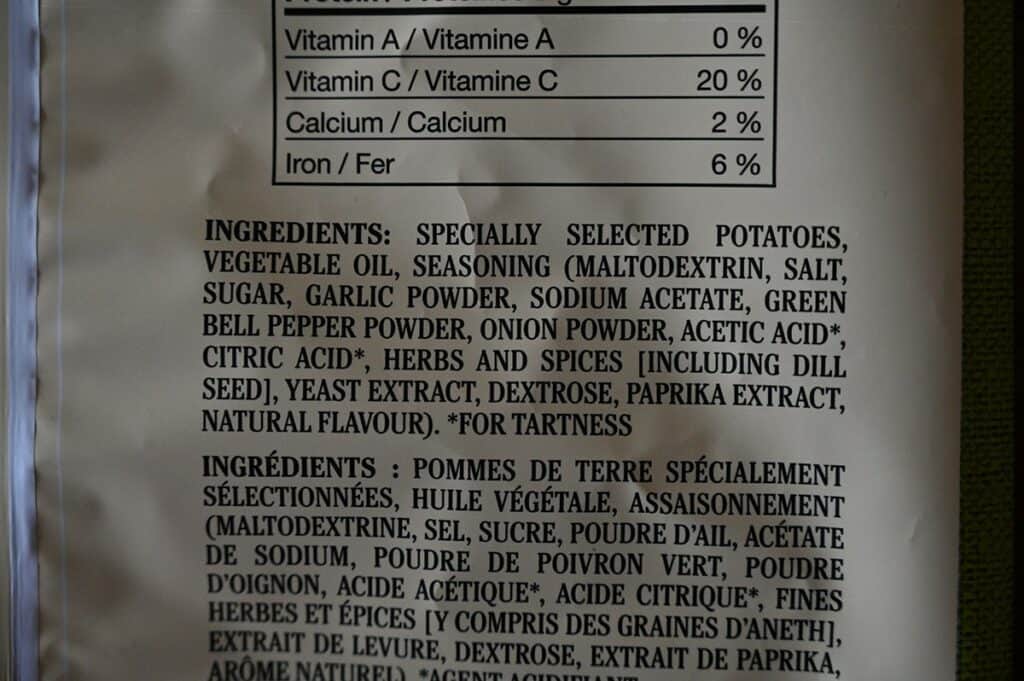 Vitamin A / Vitamine A 0 %
Vitamin C / Vitamine C 20 %
Calcium / Calcium 2 %
Iron / Fer 6 %
INGREDIENTS: SPECIALLY SELECTED POTATOES,
VEGETABLE OIL, SEASONING (MALTODEXTRIN, SALT,
SUGAR, GARLIC POWDER, SODIUM ACETATE, GREEN
BELL PEPPER POWDER, ONION POWDER, ACETIC ACID*,
CITRIC ACID*, HERBS AND SPICES [INCLUDING DILL
SEED], YEAST EXTRACT, DEXTROSE, PAPRIKA EXTRACT,
NATURAL FLAVOUR). *FOR TARTNESS
INGRÉDIENTS : POMMES DE TERRE SPÉCIALEMENT
SÉLECTIONNÉES, HUILE VÉGÉTALE, ASSAISONNEMENT
(MALTODEXTRINE, SEL, SUCRE, POUDRE D'AIL, ACÉTATE
DE SODIUM, POUDRE DE POIVRON VERT, POUDRE
D'OIGNON, ACIDE ACÉTIQUE*, ACIDE CITRIQUE*, FINES
HERBES ET ÉPICES [Y COMPRIS DES GRAINES D'ANETH],
EXTRAIT DE LEVURE, DEXTROSE, EXTRAIT DE PAPRIKA,
ARÔME NATUREL). *AGENT ACIDIFIANT